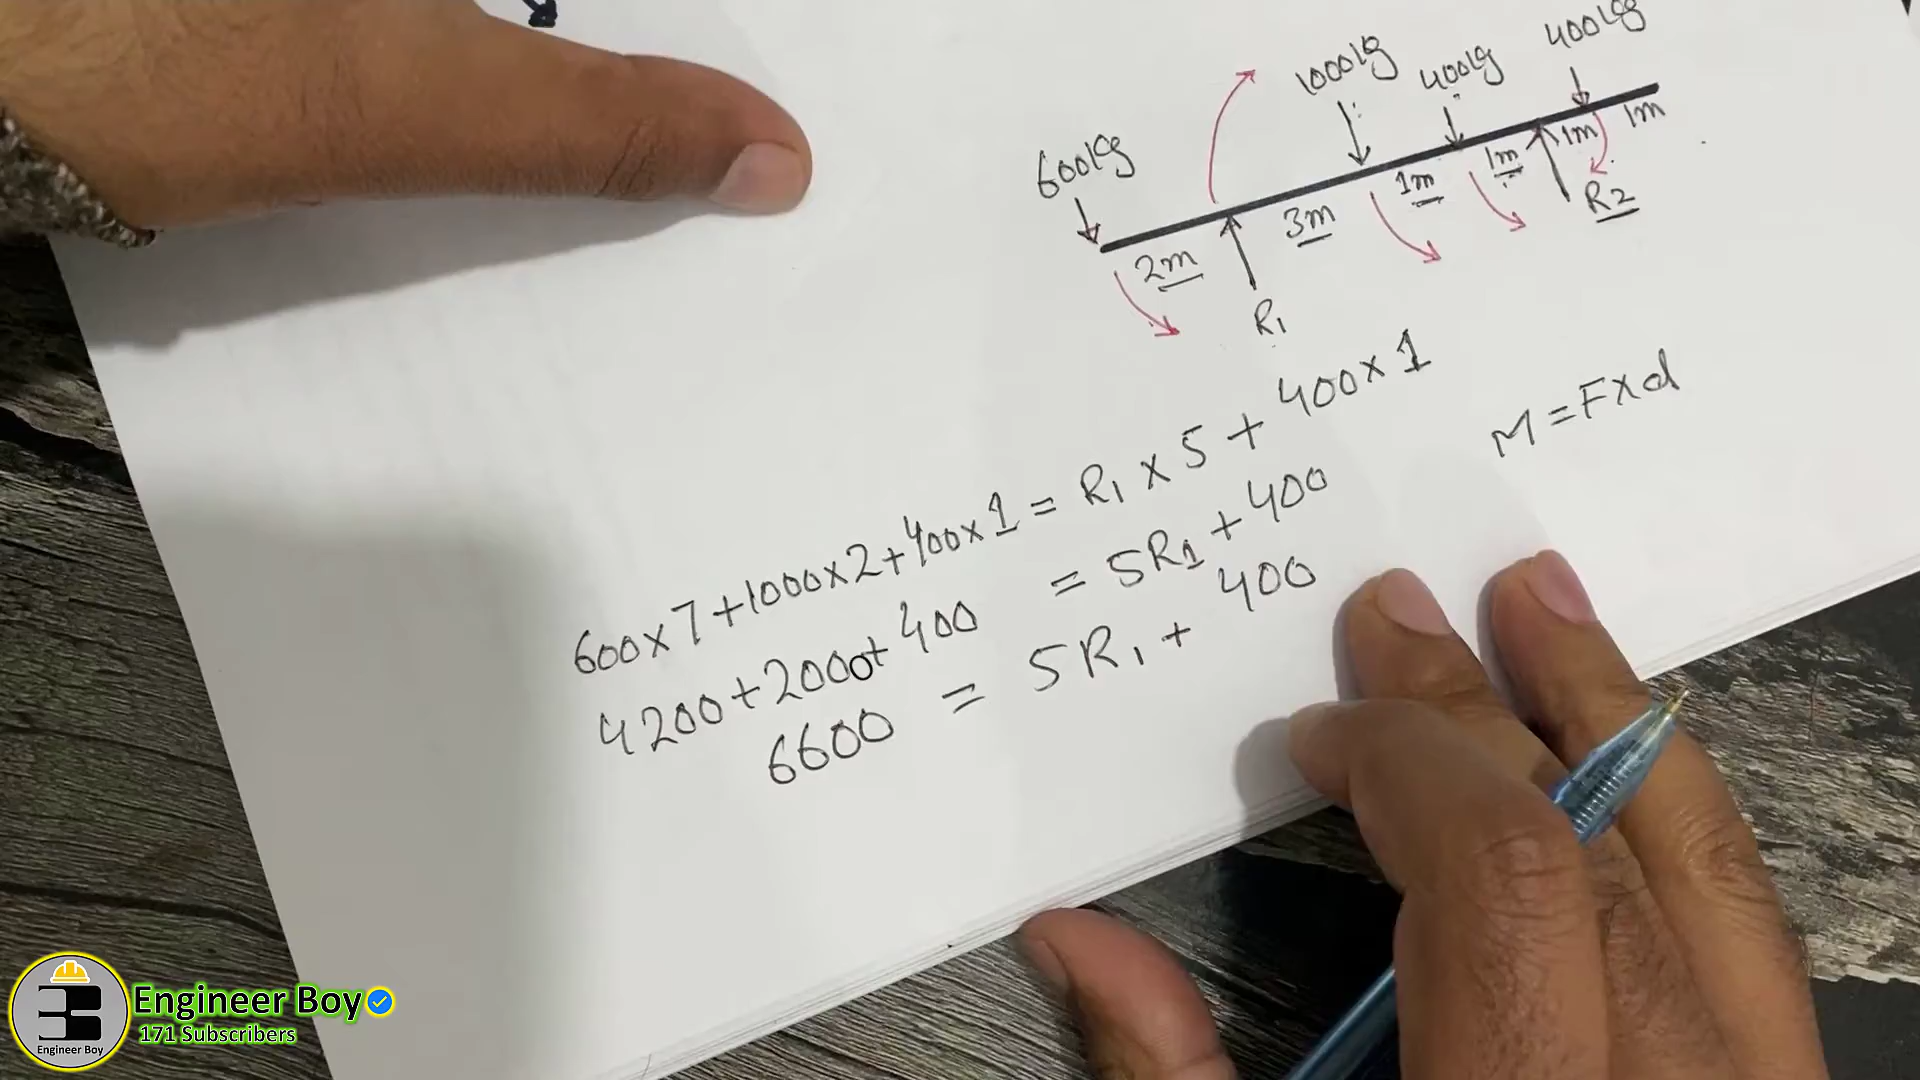 600kg
1000kg
400kg
400kg
2m
3m
1m
1m
1m
1m
R1
R2
M=F×d
600×7+1000×2+400×1=R1×5+400×1
4200+2000+400=5R1+400
6600=5R1+400
Engineer Boy
171 Subscribers
Engineer Boy